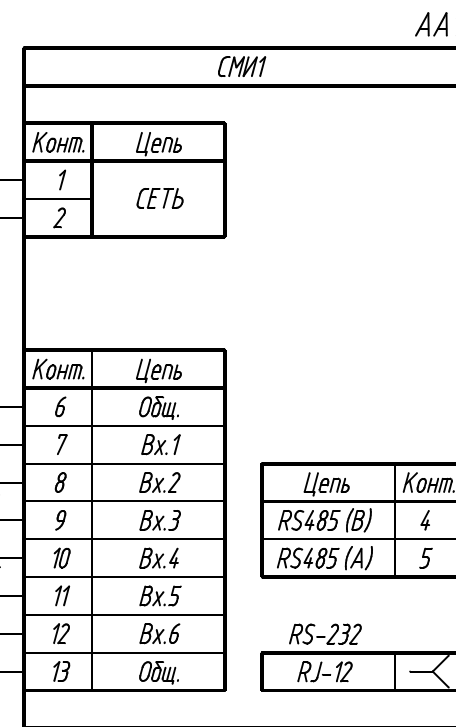 АА
СМИ1
Конт. Цепь
1 СЕТЬ
2
Конт. Цепь
6 Общ.
7 Вх.1
8 Вх.2
9 Вх.3
10 Вх.4
11 Вх.5
12 Вх.6
13 Общ.
Цепь Конт.
RS485 (B) 4
RS485 (A) 5
RS-232
RJ-12